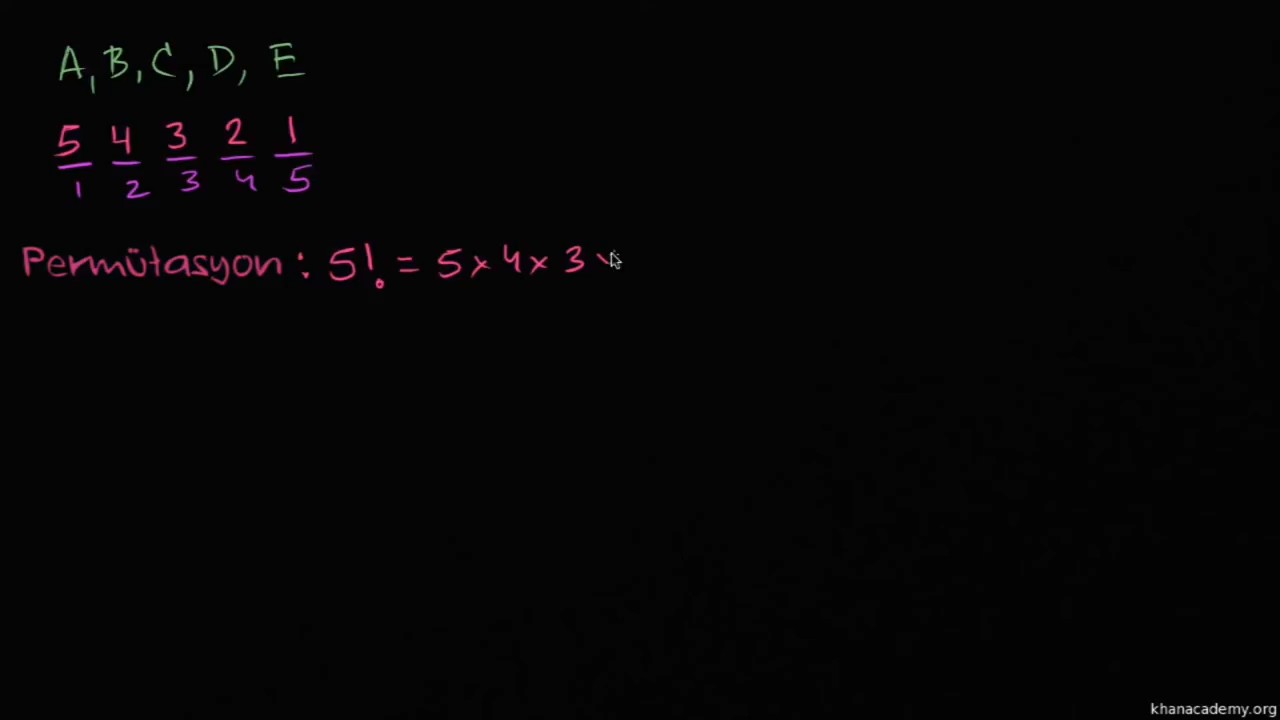 A, B, C, D, E
5 4 3 2 1
1 2 3 4 5
Permütasyon : 5! = 5 x 4 x 3
khanacademy.org